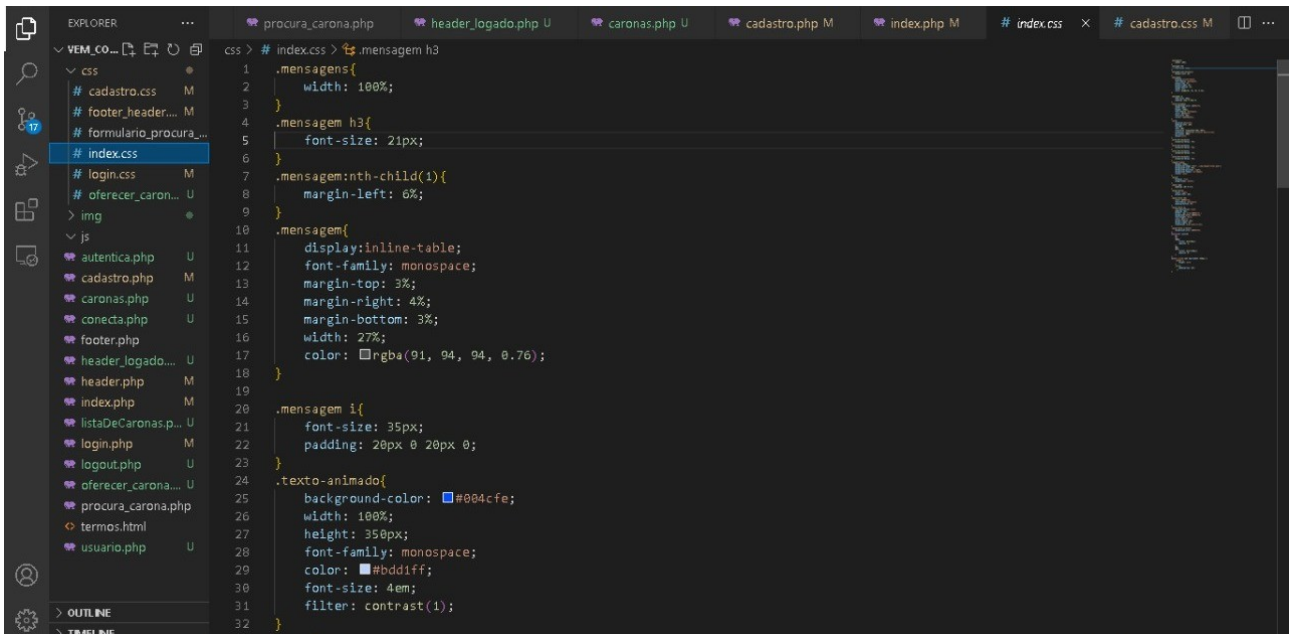 EXPLORER
procura_carona.php
header_logado.php U
caronas.php U
cadastro.php M
index.php M
# index.css
# cadastro.css M
VEM_CO...
css > # index.css > .mensagem h3
css
# cadastro.css M
# footer_header.... M
# formulario_procura_...
# index.css
# login.css M
# oferecer_caron... U
img
js
autentica.php U
cadastro.php M
caronas.php U
conecta.php U
footer.php
header_logado.... U
header.php M
index.php M
listaDeCaronas.p... U
login.php M
logout.php U
oferecer_carona.... U
procura_carona.php
<> termos.html
usuario.php U
OUTLINE
TIMELINE
17
1 .mensagens{
2 width: 100%;
3 }
4 .mensagem h3{
5 font-size: 21px;
6 }
7 .mensagem:nth-child(1){
8 margin-left: 6%;
9 }
10 .mensagem{
11 display:inline-table;
12 font-family: monospace;
13 margin-top: 3%;
14 margin-right: 4%;
15 margin-bottom: 3%;
16 width: 27%;
17 color: rgba(91, 94, 94, 0.76);
18 }
19
20 .mensagem i{
21 font-size: 35px;
22 padding: 20px 0 20px 0;
23 }
24 .texto-animado{
25 background-color: #004cfe;
26 width: 100%;
27 height: 350px;
28 font-family: monospace;
29 color: #bdd1ff;
30 font-size: 4em;
31 filter: contrast(1);
32 }